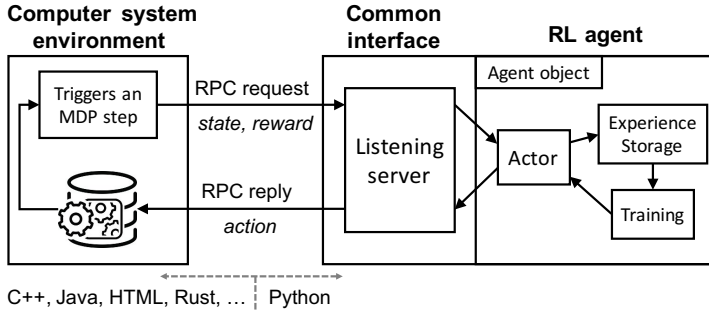 Computer system
environment
Common
interface
RL agent
Agent object
Triggers an
MDP step
RPC request
state, reward
Listening
server
Actor
Experience
Storage
Training
RPC reply
action
C++, Java, HTML, Rust, ...
Python